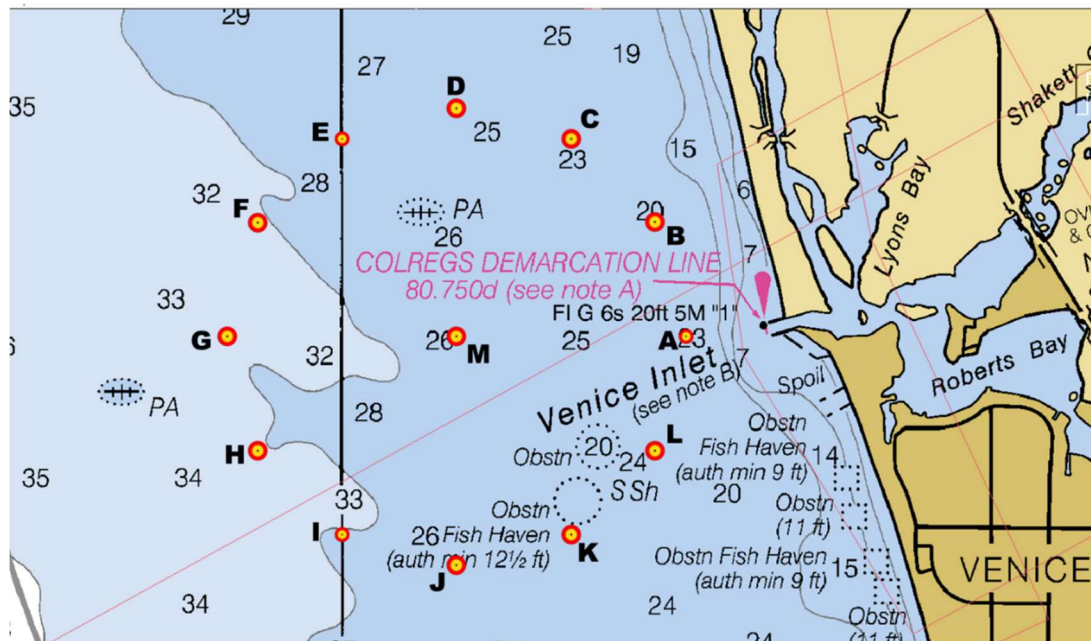 29
25
19
27
35
D
25
C
E
23
15
28
32
F
20
B
6
PA
26
7
COLREGS DEMARCATION LINE
80.750d (see note A)
Fl G 6s 20ft 5M "1"
33
G
26
M
25
A
23
32
7
Venice Inlet
(see note B)
Spoil
Lyons Bay
Shakett
Roberts Bay
PA
28
20
Obstn
24
L
S Sh
Obstn
Fish Haven
(auth min 9 ft)
14
H
35
34
33
20
Obstn
Obstn
(11 ft)
I
26
Fish Haven
(auth min 12½ ft)
K
J
Obstn Fish Haven
(auth min 9 ft)
15
VENICE
34
24
Obstn
(11 ft)
24